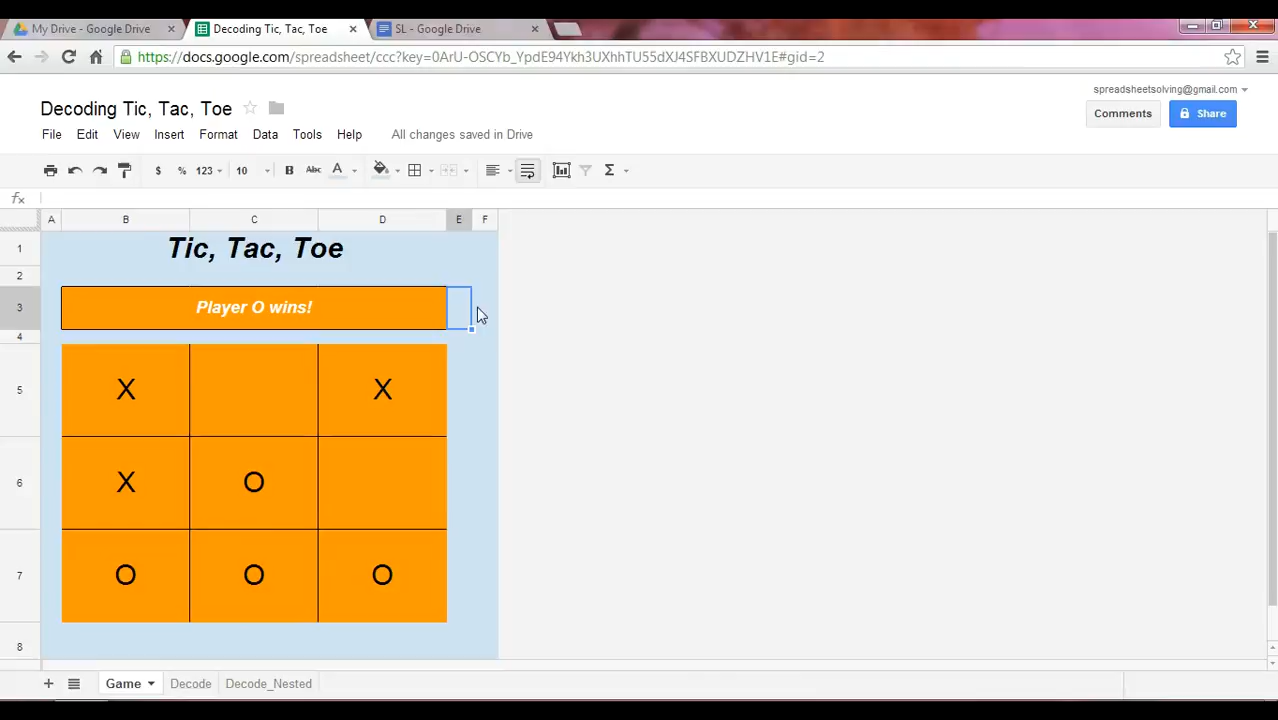 My Drive - Google Drive
Decoding Tic, Tac, Toe
SL - Google Drive
https://docs.google.com/spreadsheet/ccc?key=0ArU-OSCYb_YpdE94Ykh3UXhhTU55dXJ4SFBXUDZHV1E#gid=2
spreadsheetsolving@gmail.com
Decoding Tic, Tac, Toe
Comments
Share
File Edit View Insert Format Data Tools Help All changes saved in Drive
$ % 123 10 B Abc A Σ
fx
A B C D E F
1 Tic, Tac, Toe
2
3 Player O wins!
4
5 X X
6 X O
7 O O O
8
+ Game Decode Decode_Nested